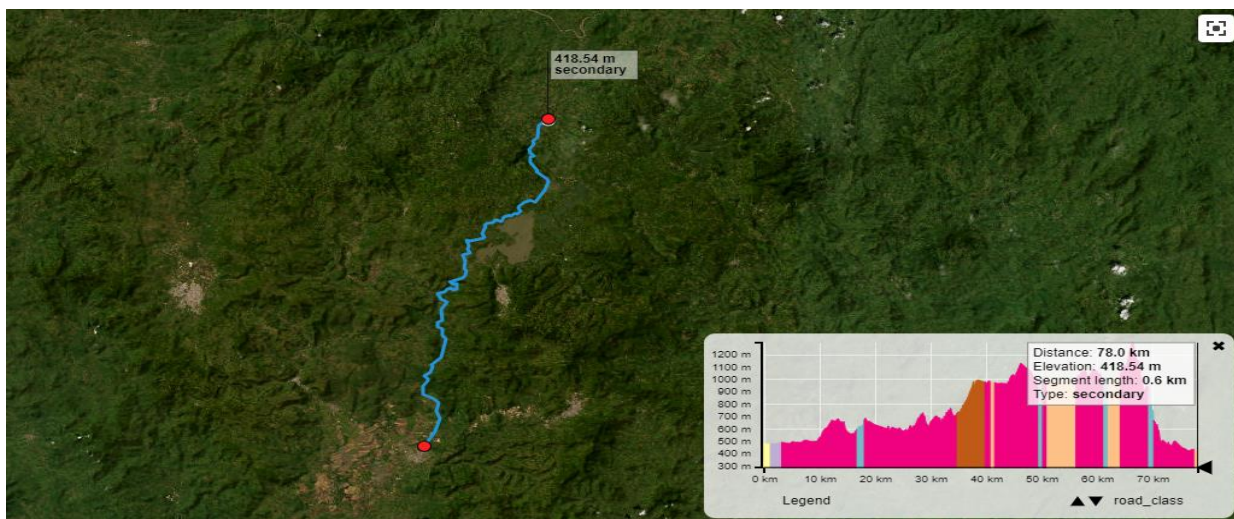 418.54 m
secondary
Distance: 78.0 km
Elevation: 418.54 m
Segment length: 0.6 km
Type: secondary
✖
1200 m
1100 m
1000 m
900 m
800 m
700 m
600 m
500 m
400 m
300 m
0 km
10 km
20 km
30 km
40 km
50 km
60 km
70 km
Legend
▲▼ road_class